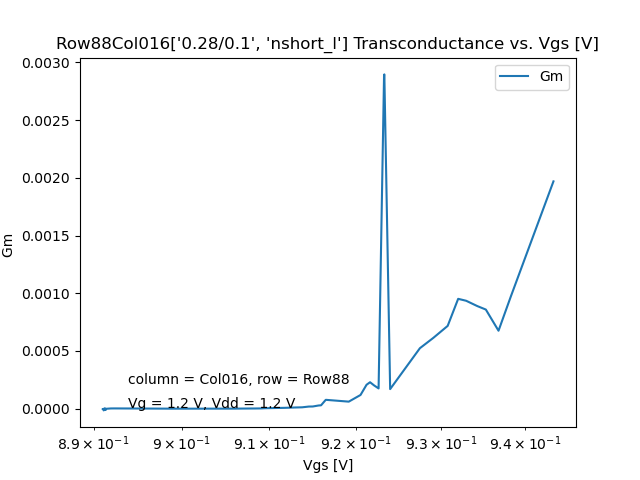 Row88Col016['0.28/0.1', 'nshort_l'] Transconductance vs. Vgs [V]
Gm
0.0030
0.0025
0.0020
0.0015
0.0010
0.0005
0.0000
Gm
column = Col016, row = Row88
Vg = 1.2 V, Vdd = 1.2 V
8.9 × 10⁻¹ 9 × 10⁻¹ 9.1 × 10⁻¹ 9.2 × 10⁻¹ 9.3 × 10⁻¹ 9.4 × 10⁻¹
Vgs [V]